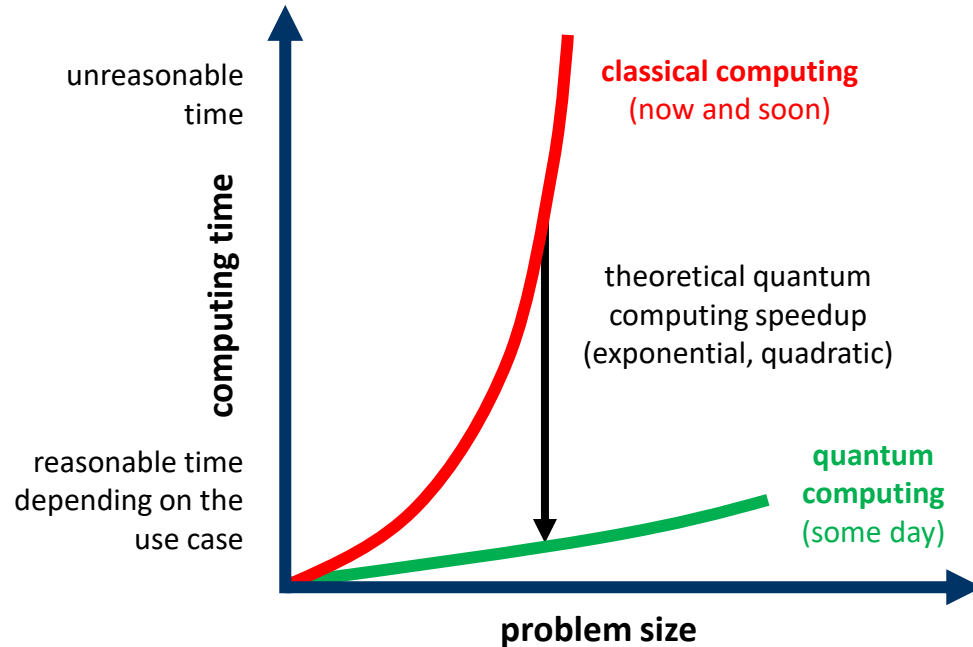 unreasonable
time
classical computing
(now and soon)
computing time
theoretical quantum
computing speedup
(exponential, quadratic)
reasonable time
depending on the
use case
quantum
computing
(some day)
problem size